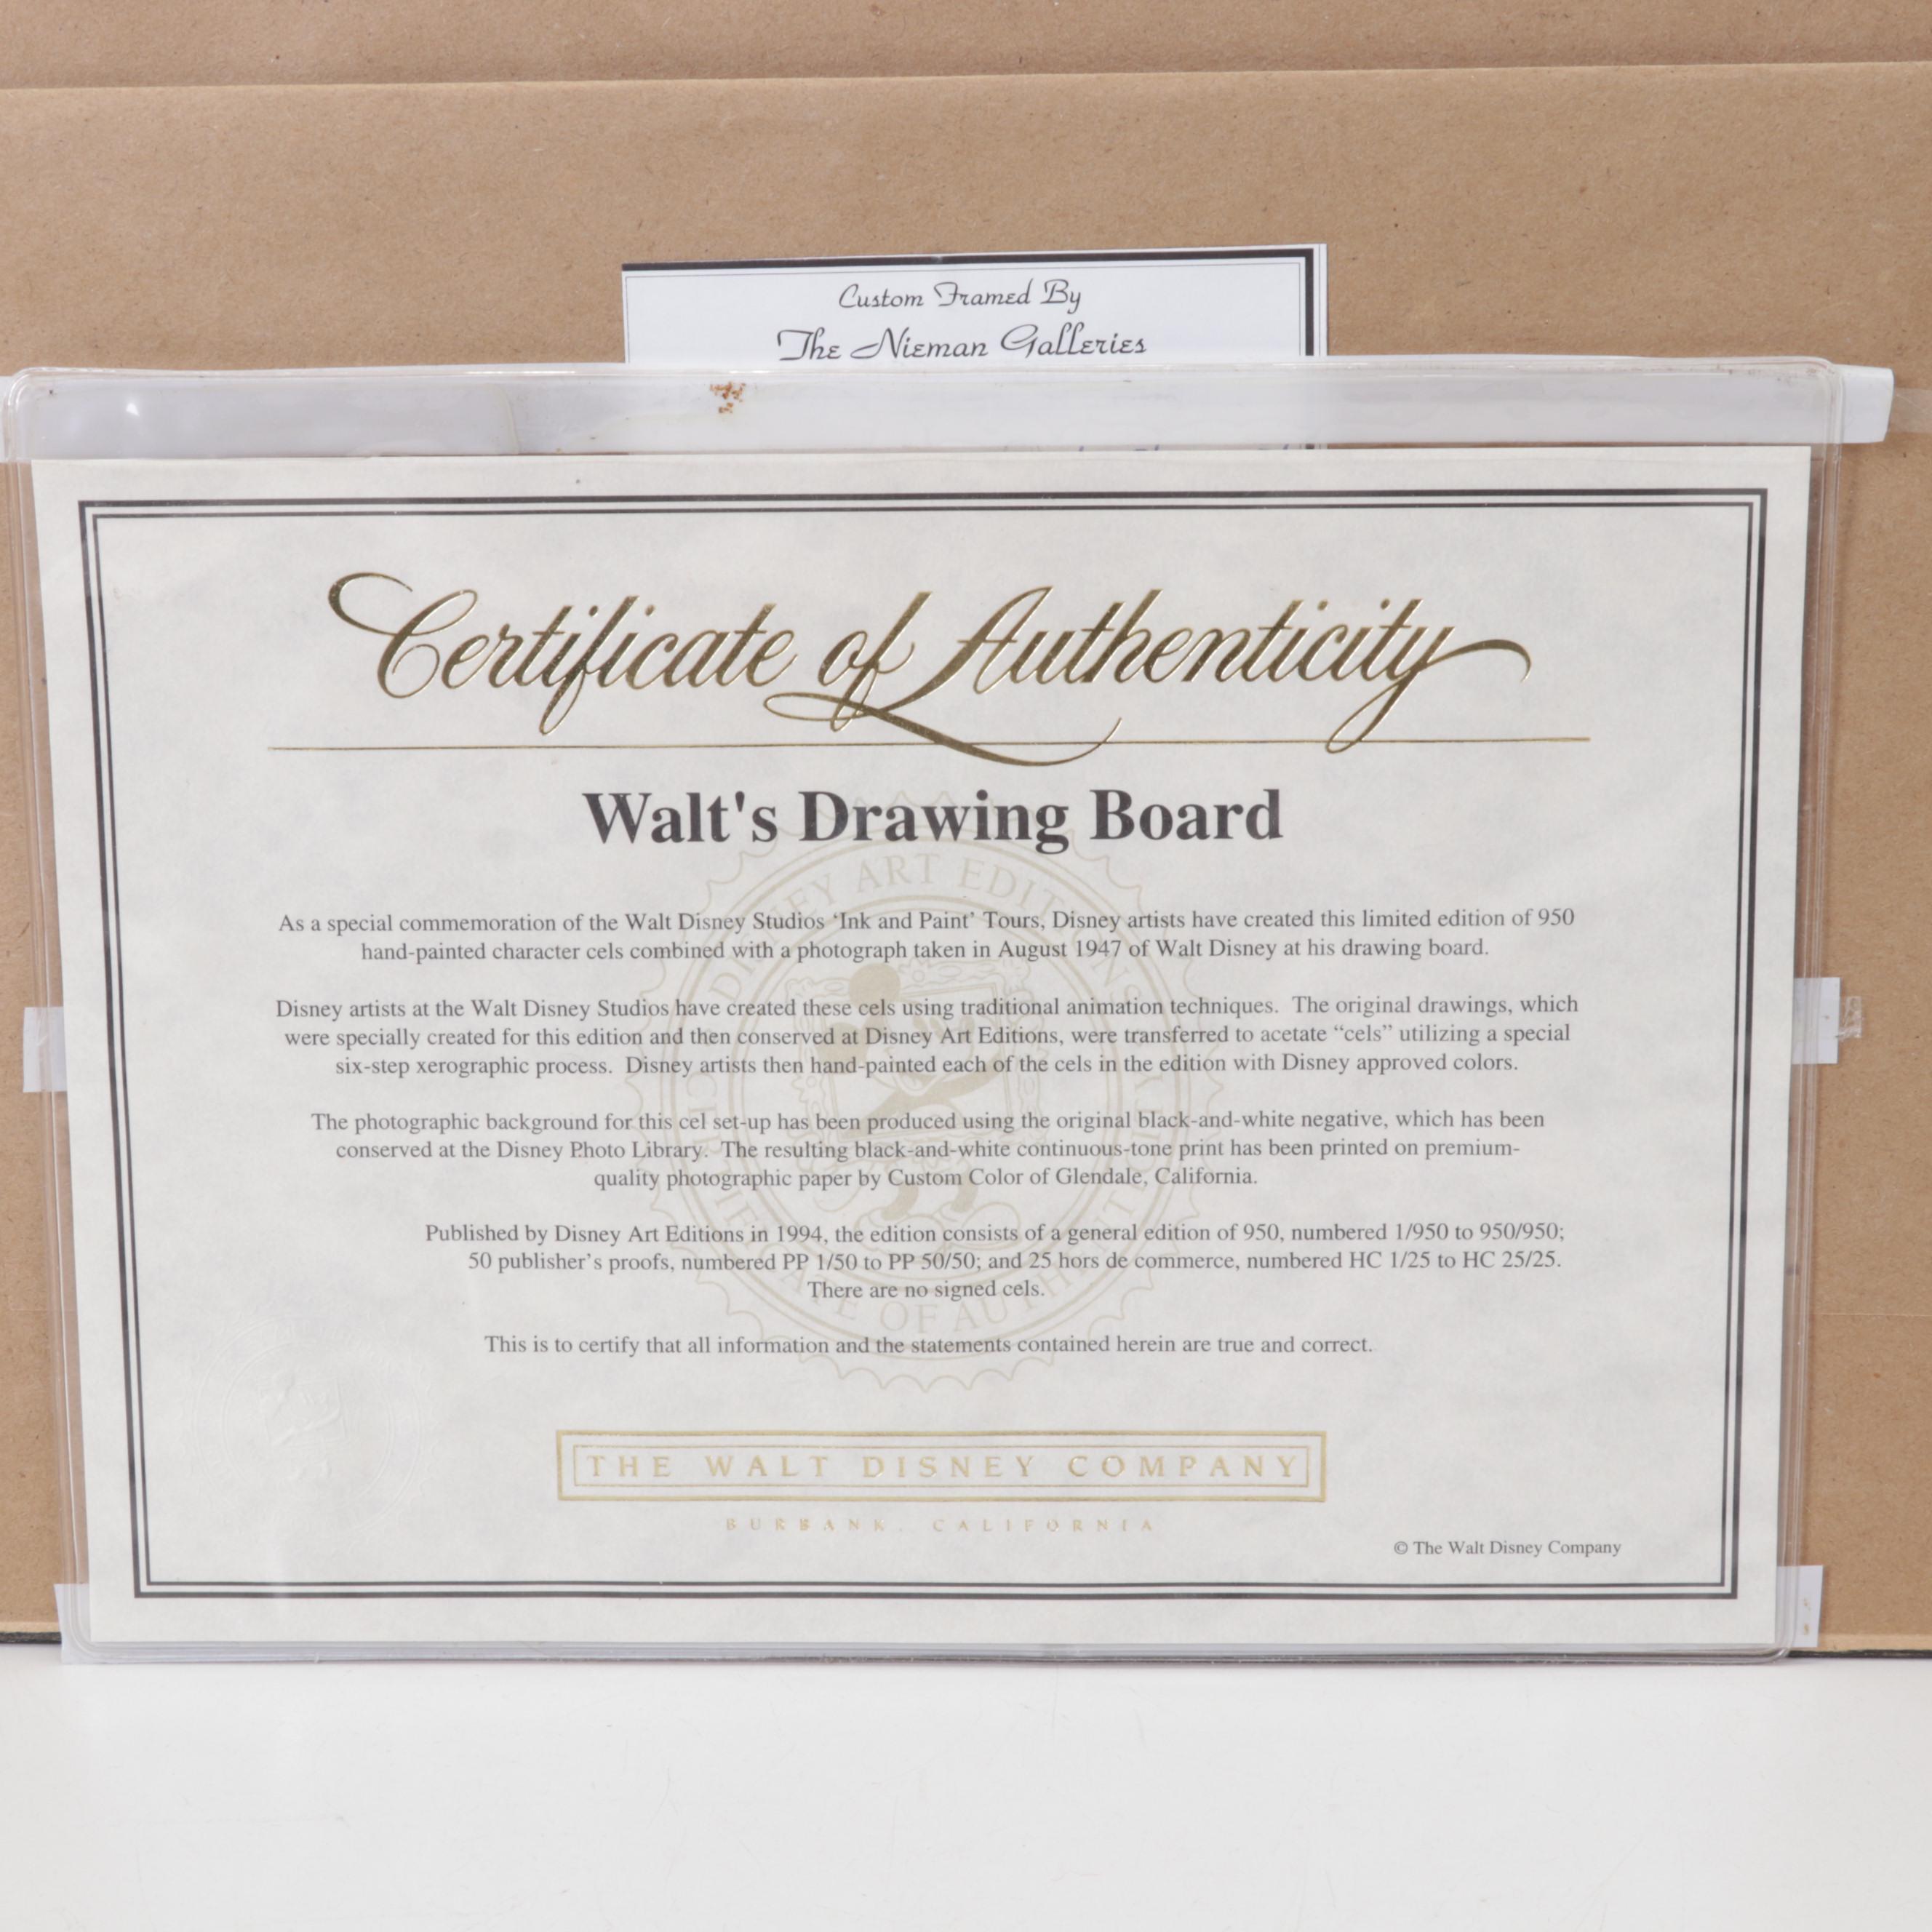 Custom Framed By
The Nieman Galleries
Certificate of Authenticity
Walt's Drawing Board
As a special commemoration of the Walt Disney Studios ‘Ink and Paint’ Tours, Disney artists have created this limited edition of 950
hand-painted character cels combined with a photograph taken in August 1947 of Walt Disney at his drawing board.
Disney artists at the Walt Disney Studios have created these cels using traditional animation techniques. The original drawings, which
were specially created for this edition and then conserved at Disney Art Editions, were transferred to acetate “cels” utilizing a special
six-step xerographic process. Disney artists then hand-painted each of the cels in the edition with Disney approved colors.
The photographic background for this cel set-up has been produced using the original black-and-white negative, which has been
conserved at the Disney Photo Library. The resulting black-and-white continuous-tone print has been printed on premium-
quality photographic paper by Custom Color of Glendale, California.
Published by Disney Art Editions in 1994, the edition consists of a general edition of 950, numbered 1/950 to 950/950;
50 publisher’s proofs, numbered PP 1/50 to PP 50/50; and 25 hors de commerce, numbered HC 1/25 to HC 25/25.
There are no signed cels.
This is to certify that all information and the statements contained herein are true and correct.
THE WALT DISNEY COMPANY
BURBANK, CALIFORNIA
© The Walt Disney Company